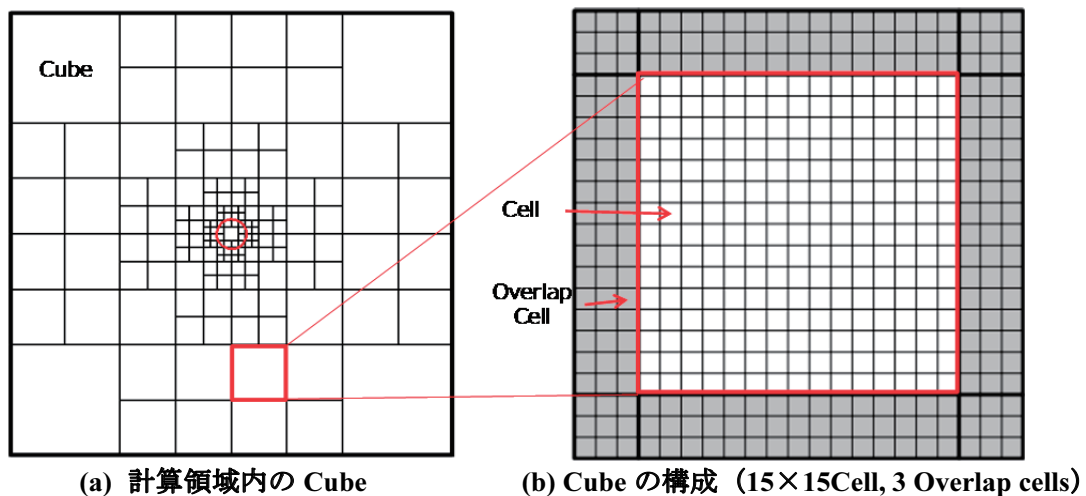 Cube
Cell
Overlap
Cell
(a) 計算領域内の Cube
(b) Cube の構成（15×15Cell, 3 Overlap cells）